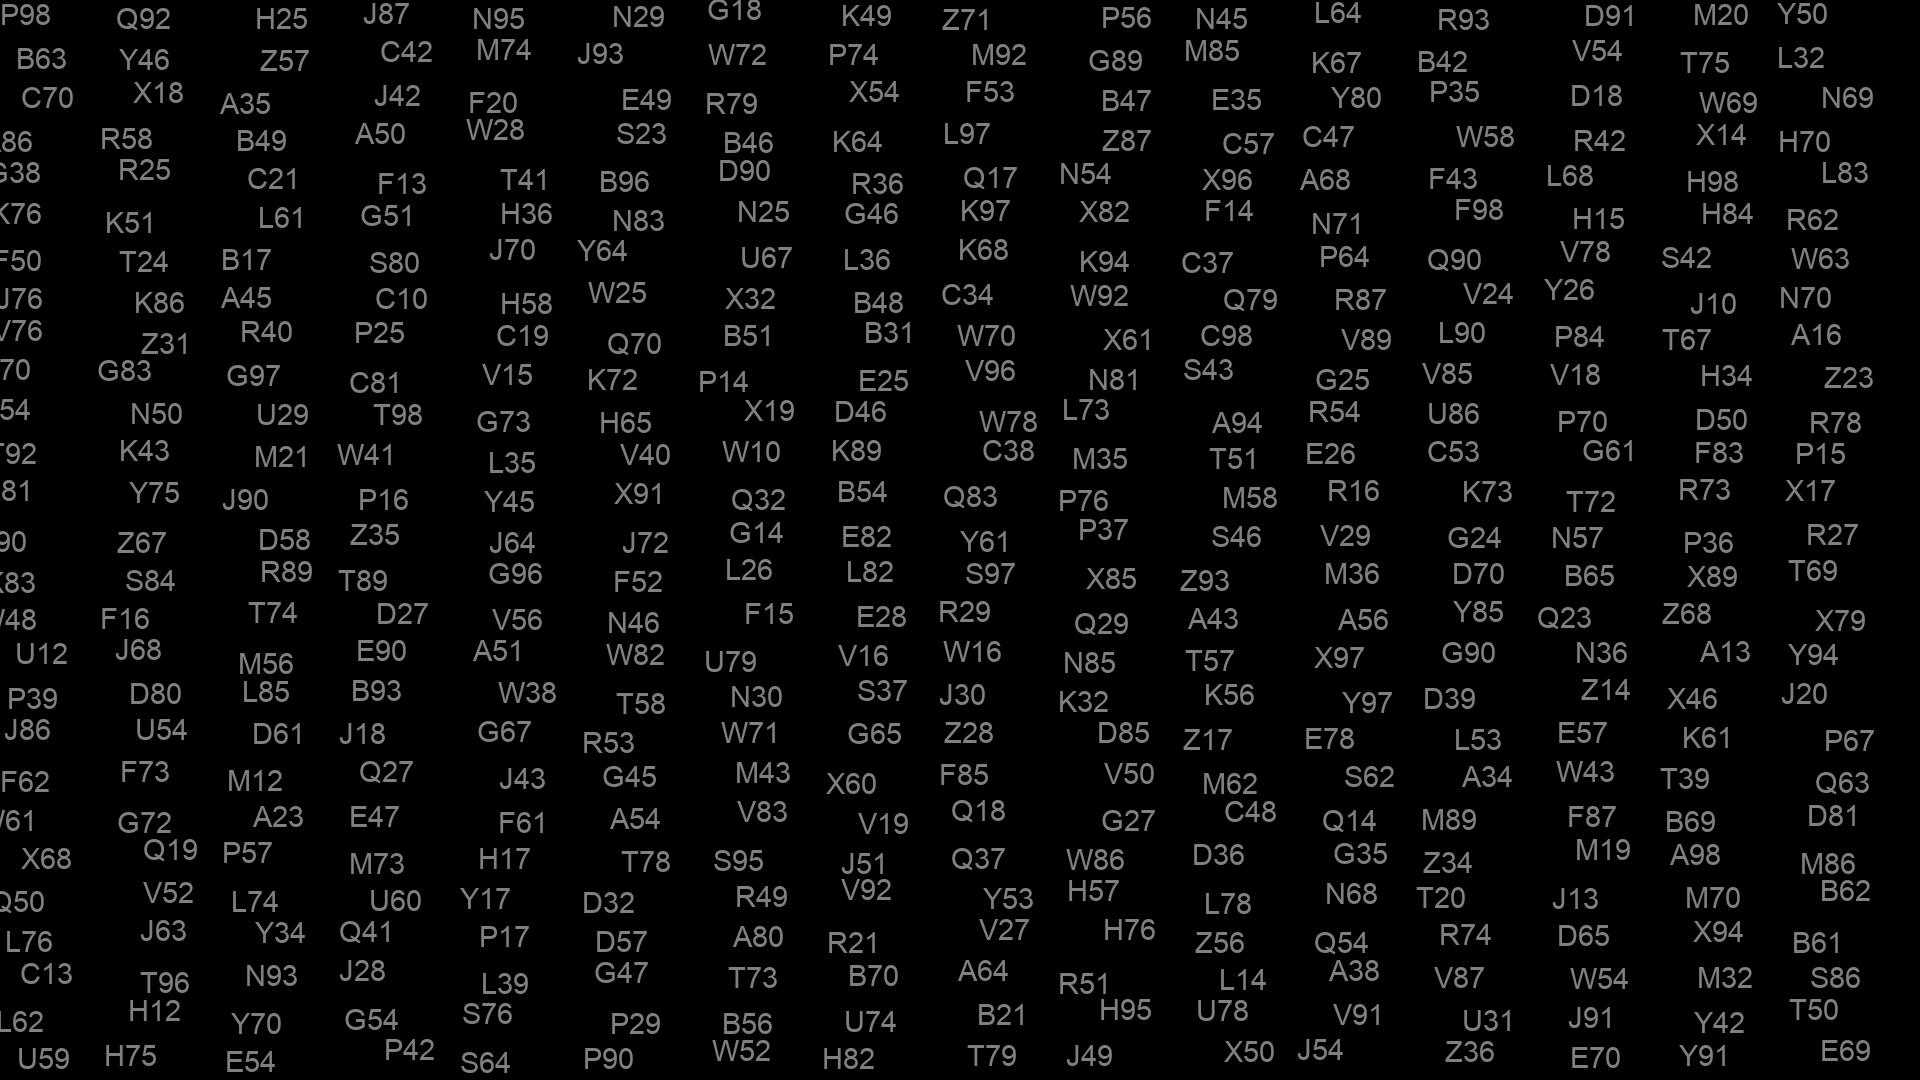 P98 Q92 H25 J87 N95 N29 G18 K49 Z71 P56 N45 L64 R93 D91 M20 Y50
B63 Y46 Z57 C42 M74 J93 W72 P74 M92 G89 M85 K67 B42 V54 T75 L32
C70 X18 A35 J42 F20 E49 R79 X54 F53 B47 E35 Y80 P35 D18 W69 N69
86 R58 B49 A50 W28 S23 B46 K64 L97 Z87 C57 C47 W58 R42 X14 H70
G38 R25 C21 F13 T41 B96 D90 R36 Q17 N54 X96 A68 F43 L68 H98 L83
K76 K51 L61 G51 H36 N83 N25 G46 K97 X82 F14 N71 F98 H15 H84 R62
F50 T24 B17 S80 J70 Y64 U67 L36 K68 K94 C37 P64 Q90 V78 S42 W63
J76 K86 A45 C10 H58 W25 X32 B48 C34 W92 Q79 R87 V24 Y26 J10 N70
V76 Z31 R40 P25 C19 Q70 B51 B31 W70 X61 C98 V89 L90 P84 T67 A16
70 G83 G97 C81 V15 K72 P14 E25 V96 N81 S43 G25 V85 V18 H34 Z23
54 N50 U29 T98 G73 H65 X19 D46 W78 L73 A94 R54 U86 P70 D50 R78
T92 K43 M21 W41 L35 V40 W10 K89 C38 M35 T51 E26 C53 G61 F83 P15
81 Y75 J90 P16 Y45 X91 Q32 B54 Q83 P76 M58 R16 K73 T72 R73 X17
90 Z67 D58 Z35 J64 J72 G14 E82 Y61 P37 S46 V29 G24 N57 P36 R27
K83 S84 R89 T89 G96 F52 L26 L82 S97 X85 Z93 M36 D70 B65 X89 T69
W48 F16 T74 D27 V56 N46 F15 E28 R29 Q29 A43 A56 Y85 Q23 Z68 X79
U12 J68 M56 E90 A51 W82 U79 V16 W16 N85 T57 X97 G90 N36 A13 Y94
P39 D80 L85 B93 W38 T58 N30 S37 J30 K32 K56 Y97 D39 Z14 X46 J20
J86 U54 D61 J18 G67 R53 W71 G65 Z28 D85 Z17 E78 L53 E57 K61 P67
F62 F73 M12 Q27 J43 G45 M43 X60 F85 V50 M62 S62 A34 W43 T39 Q63
W61 G72 A23 E47 F61 A54 V83 V19 Q18 G27 C48 Q14 M89 F87 B69 D81
X68 Q19 P57 M73 H17 T78 S95 J51 Q37 W86 D36 G35 Z34 M19 A98 M86
Q50 V52 L74 U60 Y17 D32 R49 V92 Y53 H57 L78 N68 T20 J13 M70 B62
L76 J63 Y34 Q41 P17 D57 A80 R21 V27 H76 Z56 Q54 R74 D65 X94 B61
C13 T96 N93 J28 L39 G47 T73 B70 A64 R51 L14 A38 V87 W54 M32 S86
L62 H12 Y70 G54 S76 P29 B56 U74 B21 H95 U78 V91 U31 J91 Y42 T50
U59 H75 E54 P42 S64 P90 W52 H82 T79 J49 X50 J54 Z36 E70 Y91 E69